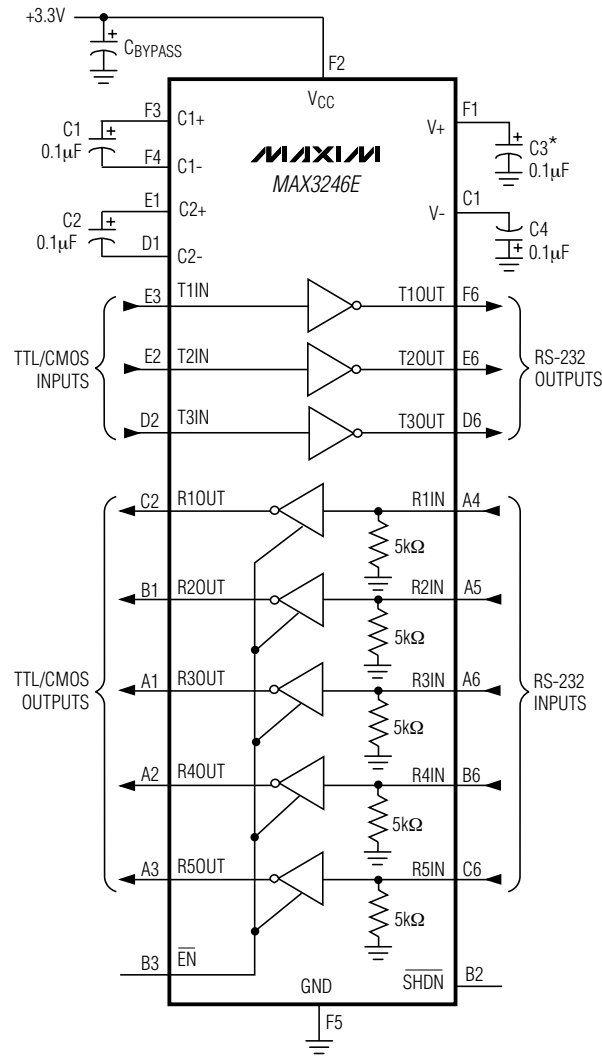 +3.3V
CBYPASS
F2
VCC
F3
C1+
C1
0.1µF
F4
C1-
E1
C2+
C2
0.1µF
D1
C2-
MAXIM
MAX3246E
F1
V+
C3*
0.1µF
C1
V-
C4
0.1µF
TTL/CMOS
INPUTS
E3 T1IN T1OUT F6
E2 T2IN T2OUT E6
D2 T3IN T3OUT D6
RS-232
OUTPUTS
C2 R1OUT R1IN A4
5kΩ
B1 R2OUT R2IN A5
5kΩ
TTL/CMOS
OUTPUTS
A1 R3OUT R3IN A6
5kΩ
RS-232
INPUTS
A2 R4OUT R4IN B6
5kΩ
A3 R5OUT R5IN C6
5kΩ
B3 EN
GND
SHDN B2
F5